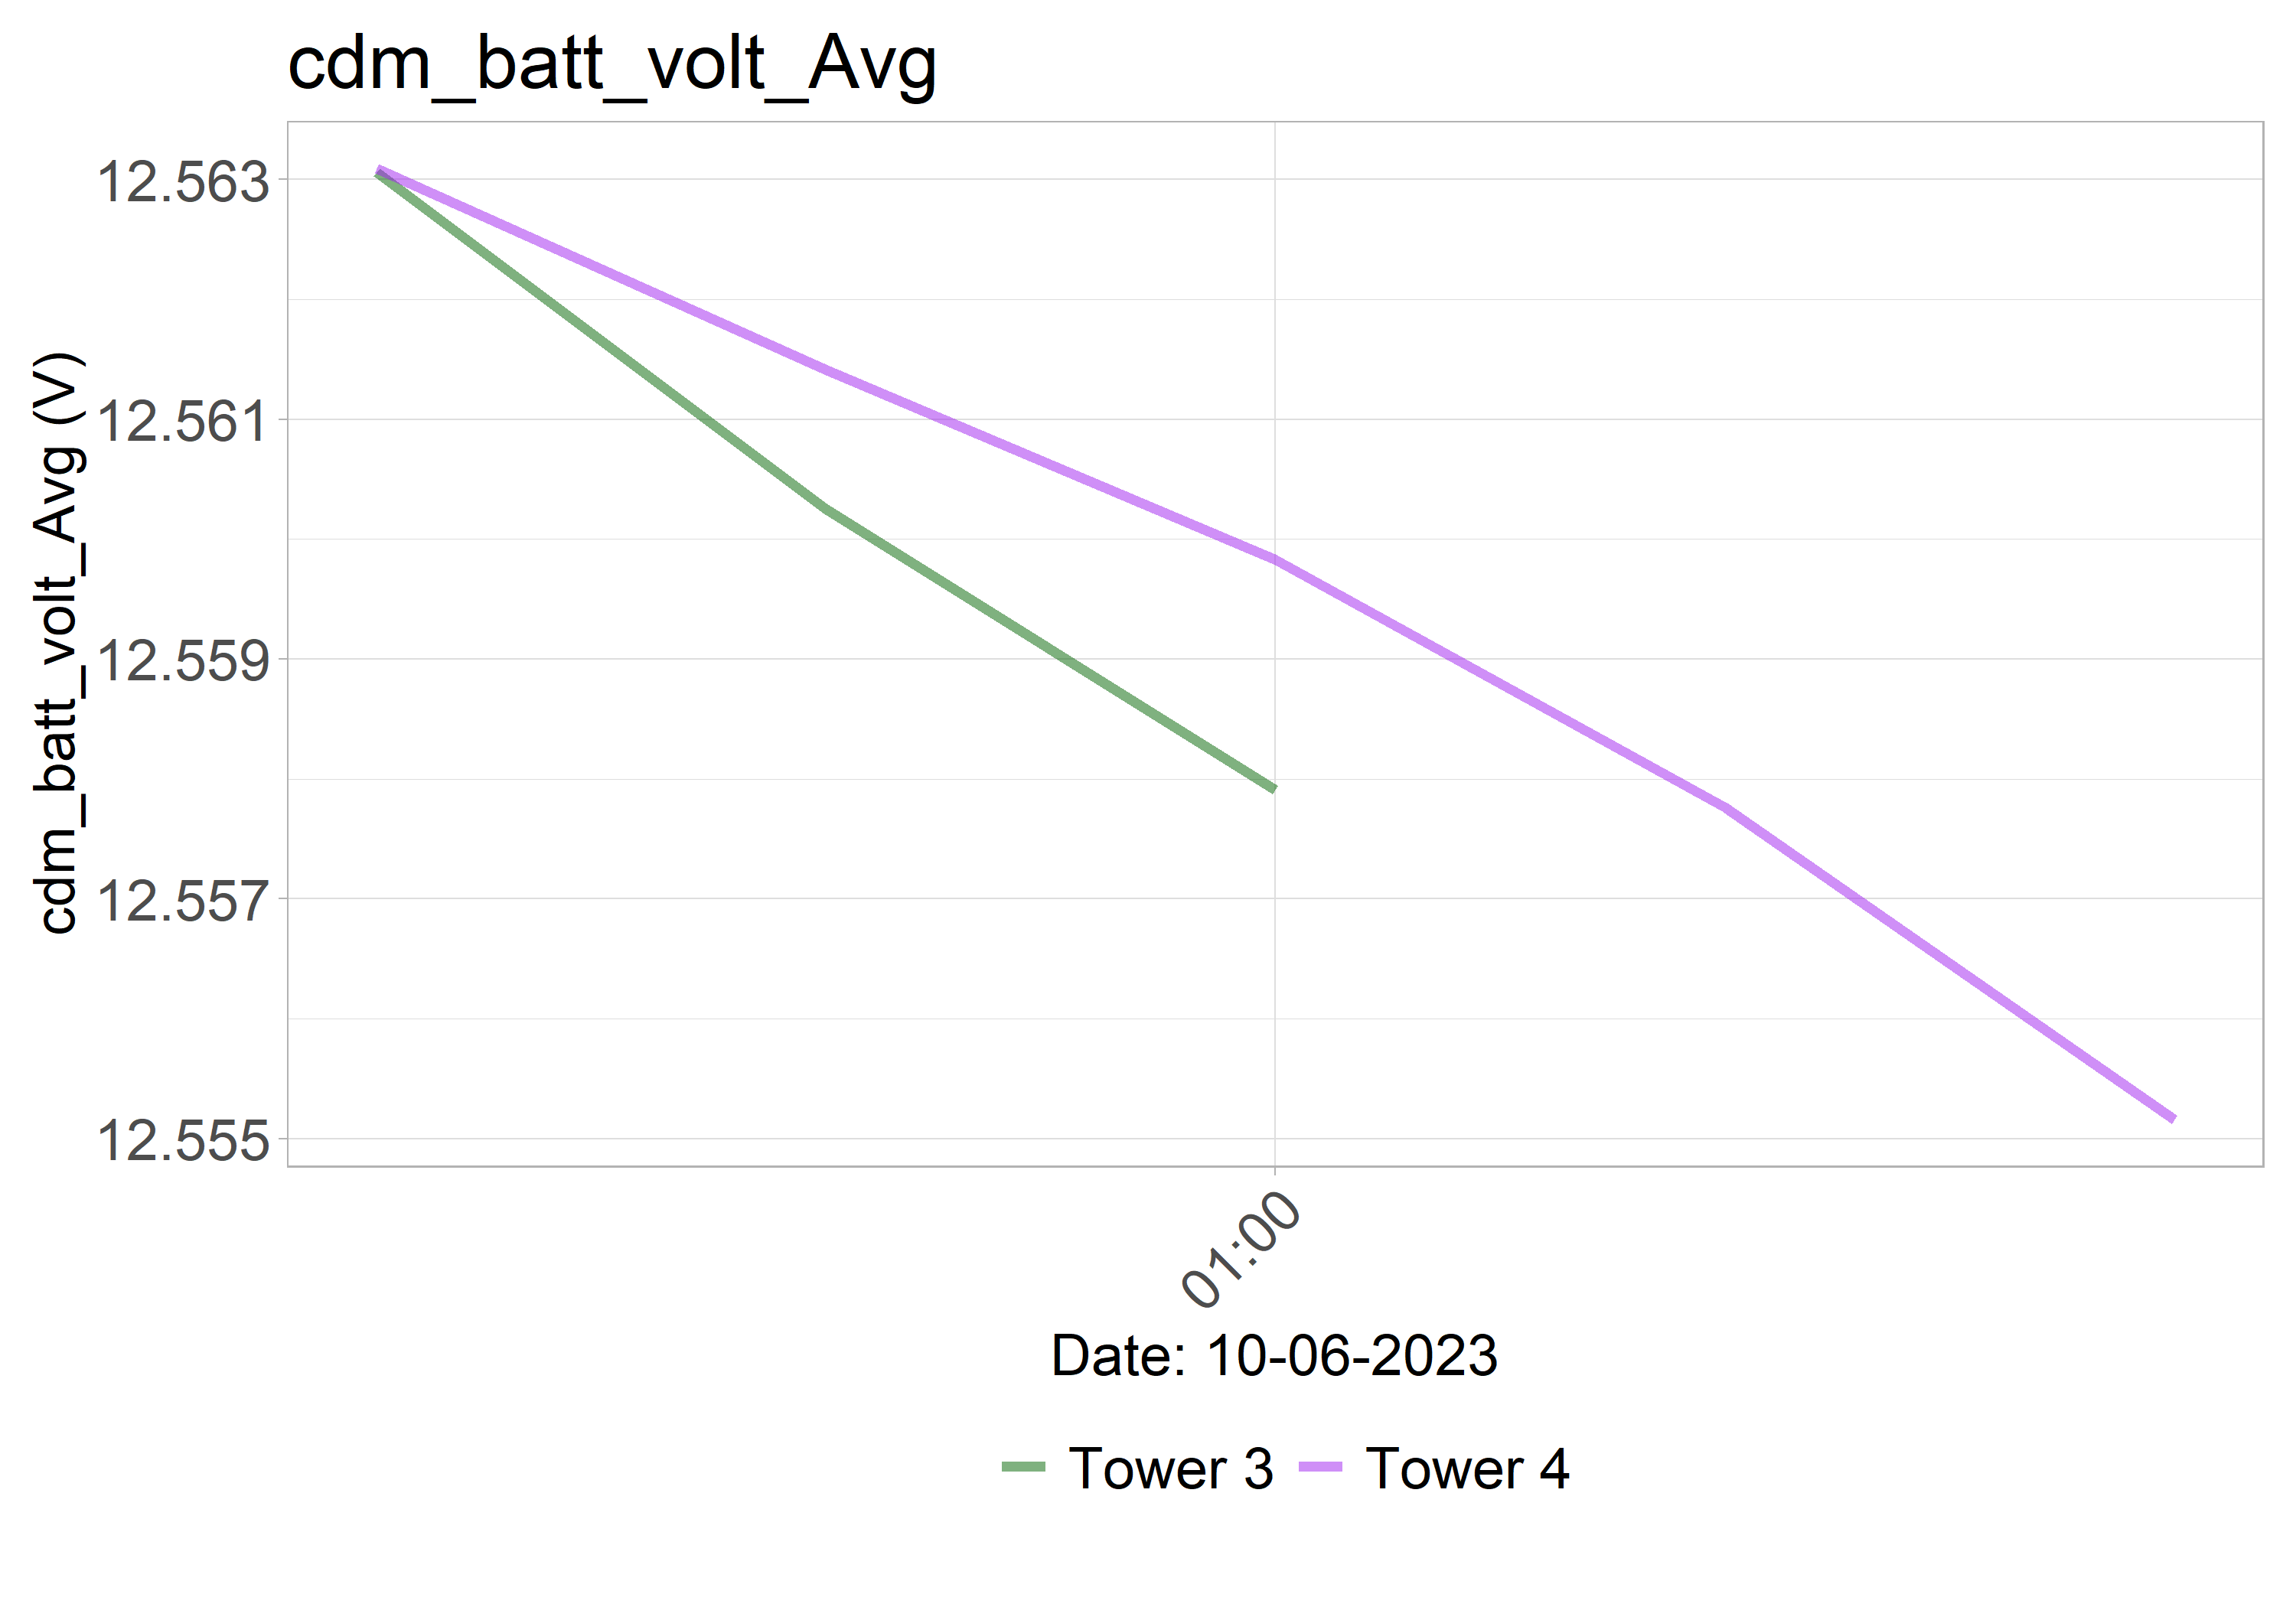 cdm_batt_volt_Avg
cdm_batt_volt_Avg (V)
12.563
12.561
12.559
12.557
12.555
01:00
Date: 10-06-2023
Tower 3 Tower 4